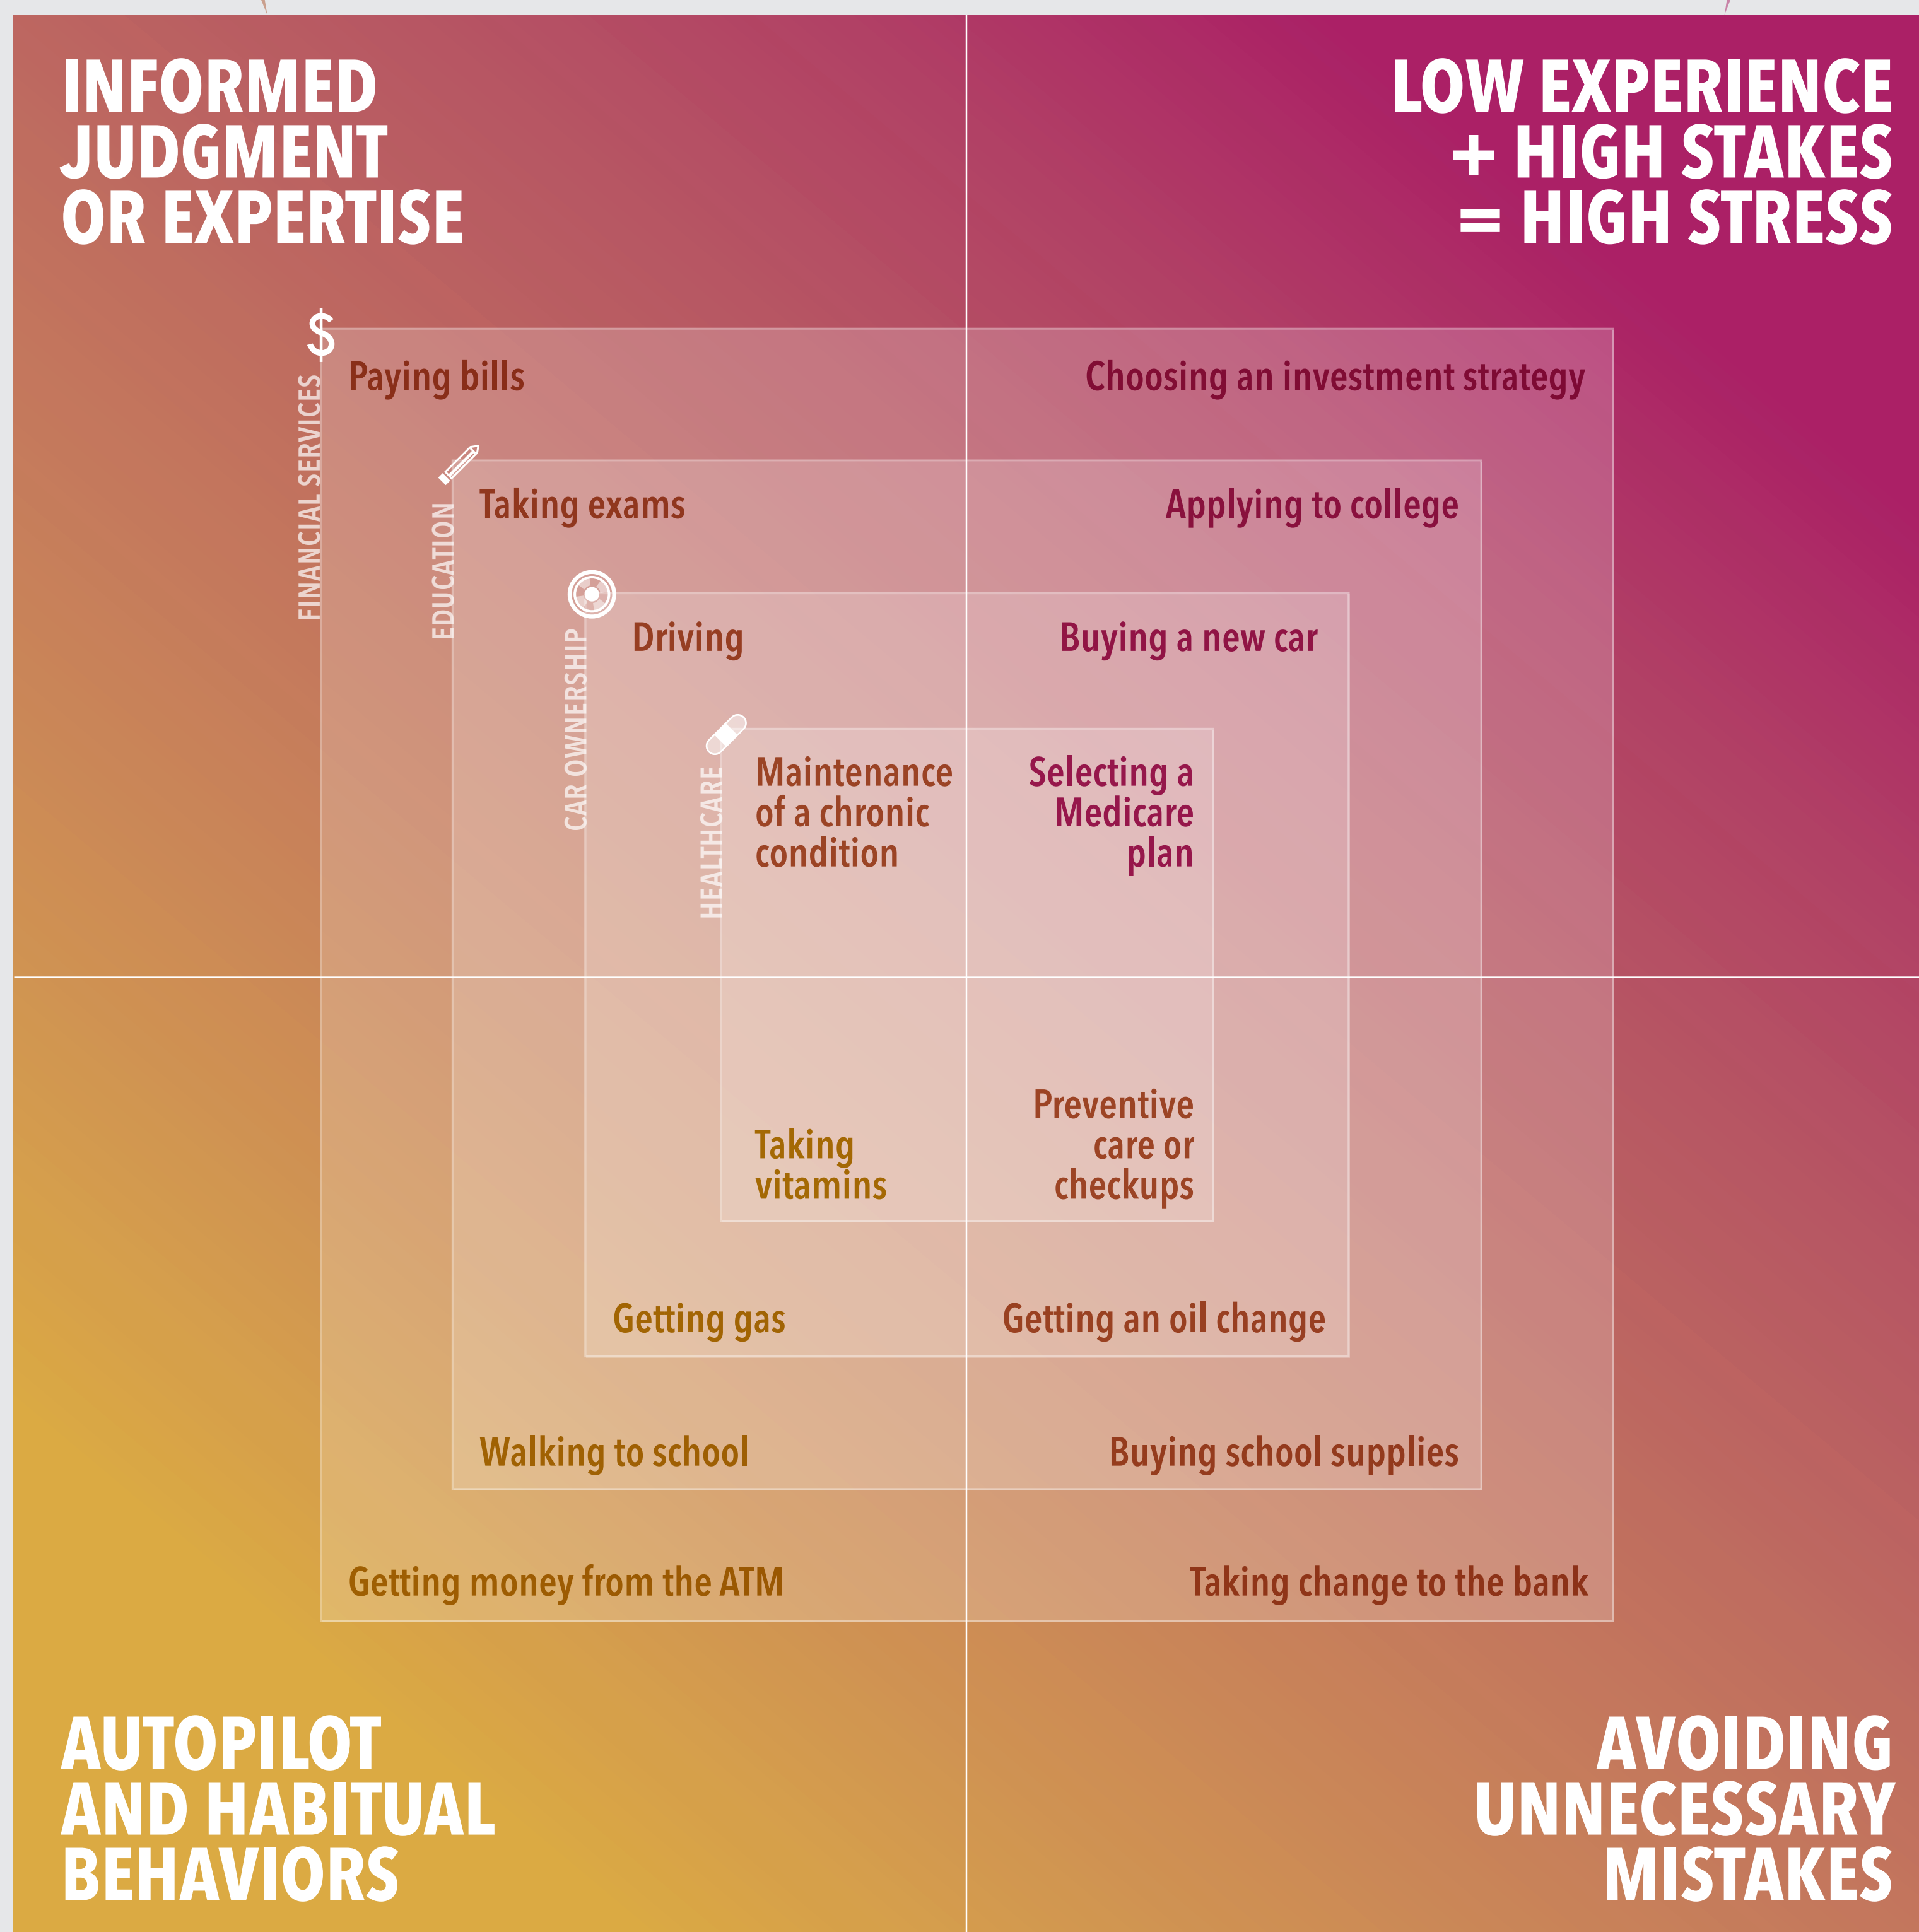 INFORMED
JUDGMENT
OR EXPERTISE
LOW EXPERIENCE
+ HIGH STAKES
= HIGH STRESS
$
FINANCIAL SERVICES
Paying bills
Choosing an investment strategy
EDUCATION
Taking exams
Applying to college
CAR OWNERSHIP
Driving
Buying a new car
HEALTHCARE
Maintenance
of a chronic
condition
Selecting a
Medicare
plan
Taking
vitamins
Preventive
care or
checkups
Getting gas
Getting an oil change
Walking to school
Buying school supplies
Getting money from the ATM
Taking change to the bank
AUTOPILOT
AND HABITUAL
BEHAVIORS
AVOIDING
UNNECESSARY
MISTAKES